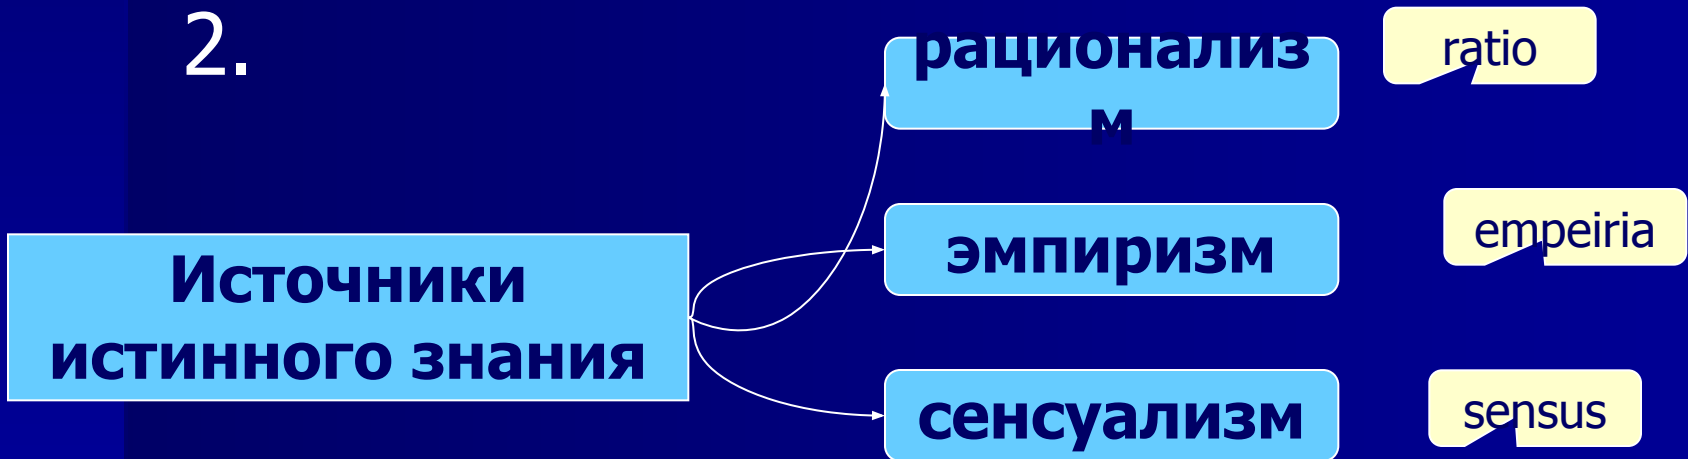 2.
рационализ
м
ratio
эмпиризм
empeiria
Источники
истинного знания
сенсуализм
sensus